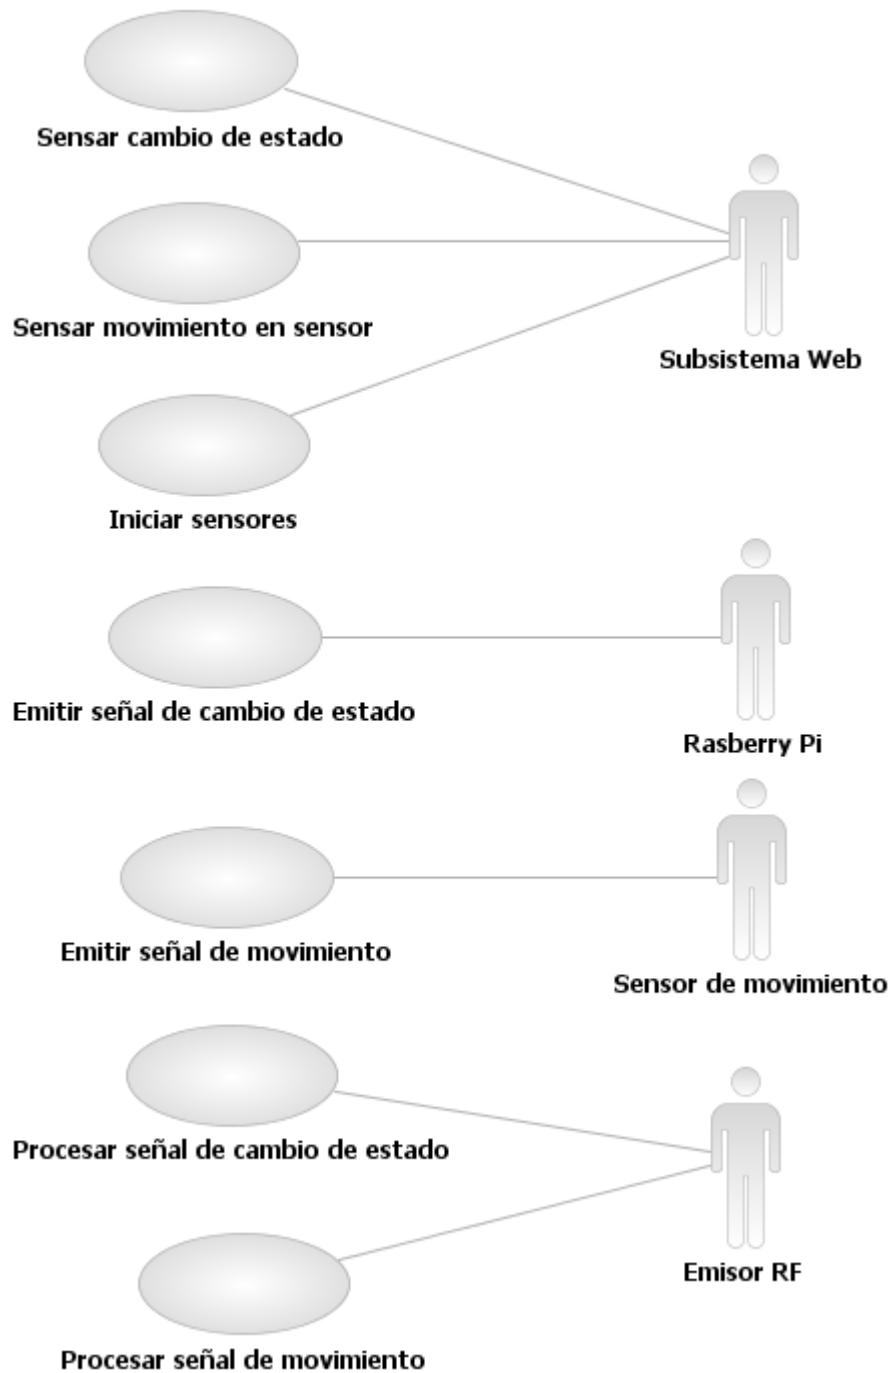 Sensar cambio de estado
Sensar movimiento en sensor
Subsistema Web
Iniciar sensores
Emitir señal de cambio de estado
Rasberry Pi
Emitir señal de movimiento
Sensor de movimiento
Procesar señal de cambio de estado
Emisor RF
Procesar señal de movimiento